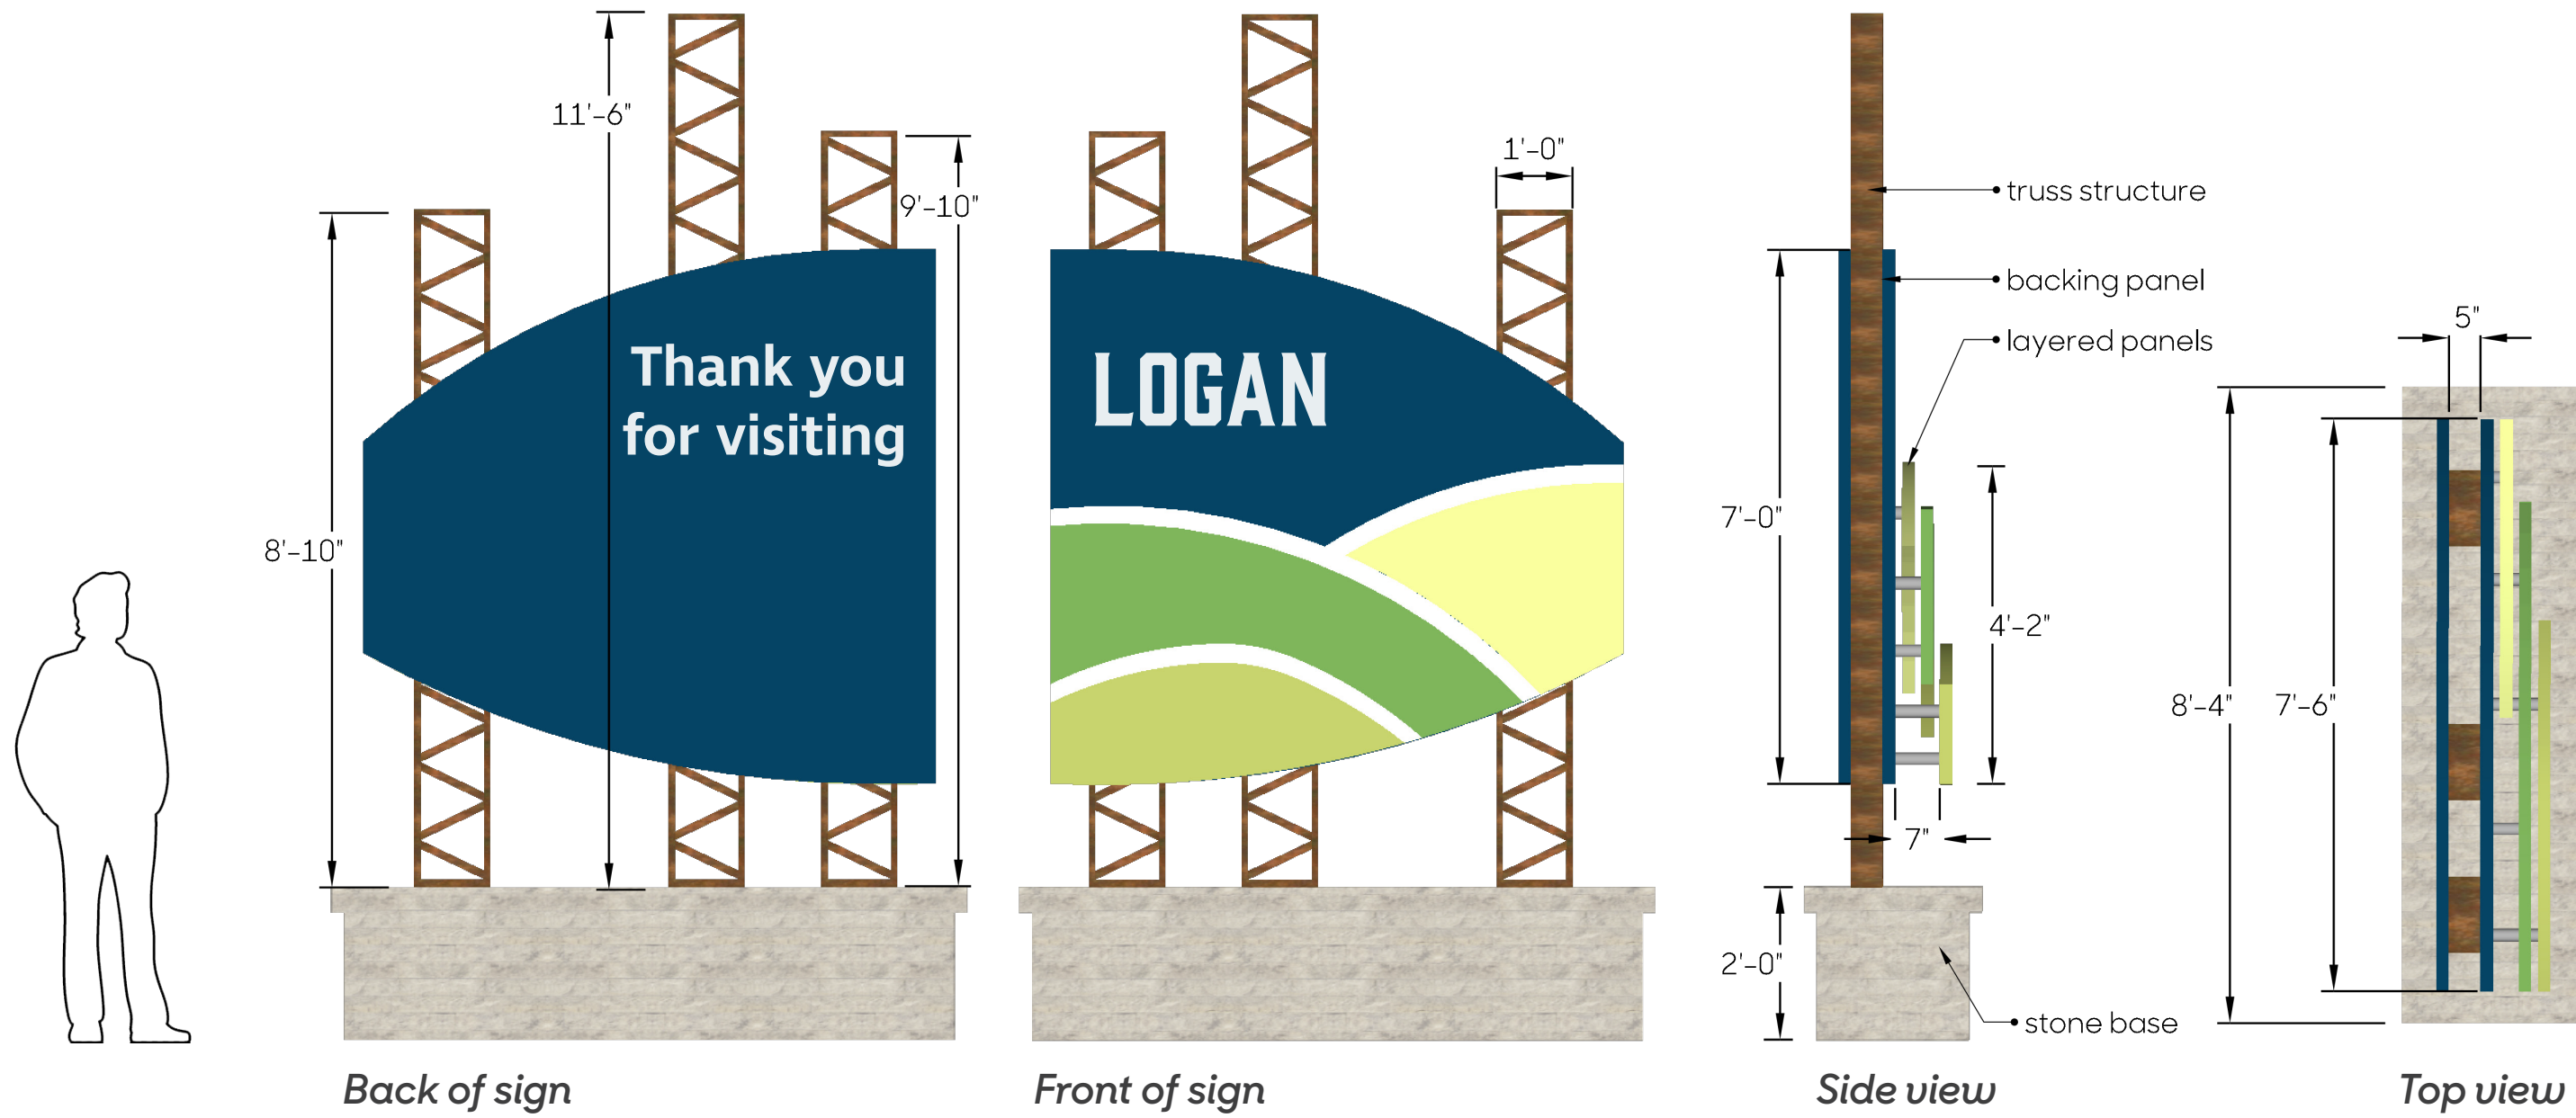 11'-6"
1'-0"
truss structure
9'-10"
backing panel
5"
layered panels
Thank you
for visiting
LOGAN
7'-0"
8'-10"
4'-2"
8'-4"
7'-6"
7"
2'-0"
stone base
Back of sign
Front of sign
Side view
Top view